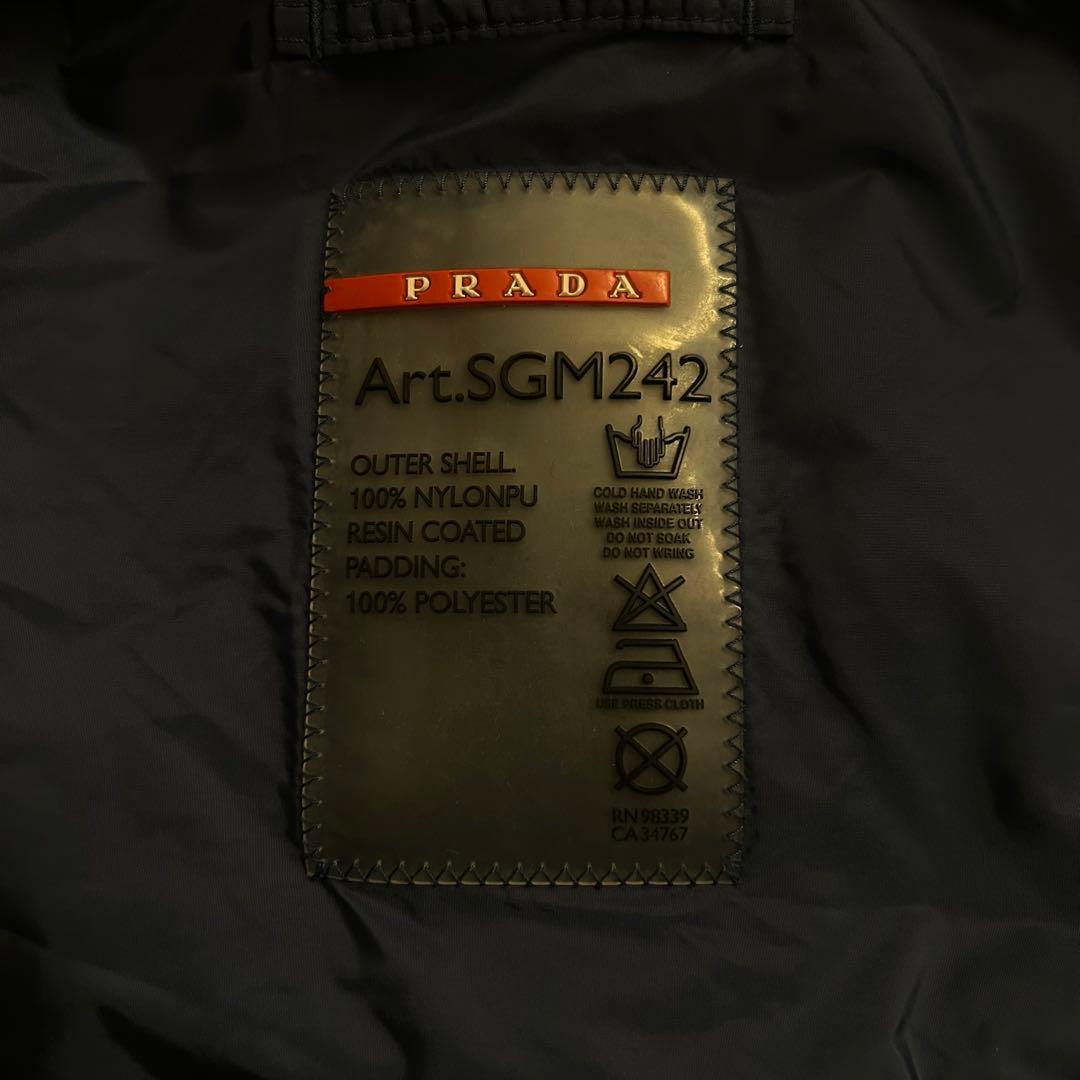 PRADA
Art.SGM242
OUTER SHELL.
100% NYLONPU
RESIN COATED
PADDING:
100% POLYESTER
COLD HAND WASH
WASH SEPARATELY
WASH INSIDE OUT
DO NOT SOAK
DO NOT WRING
USE PRESS CLOTH
RN 98339
CA 34767